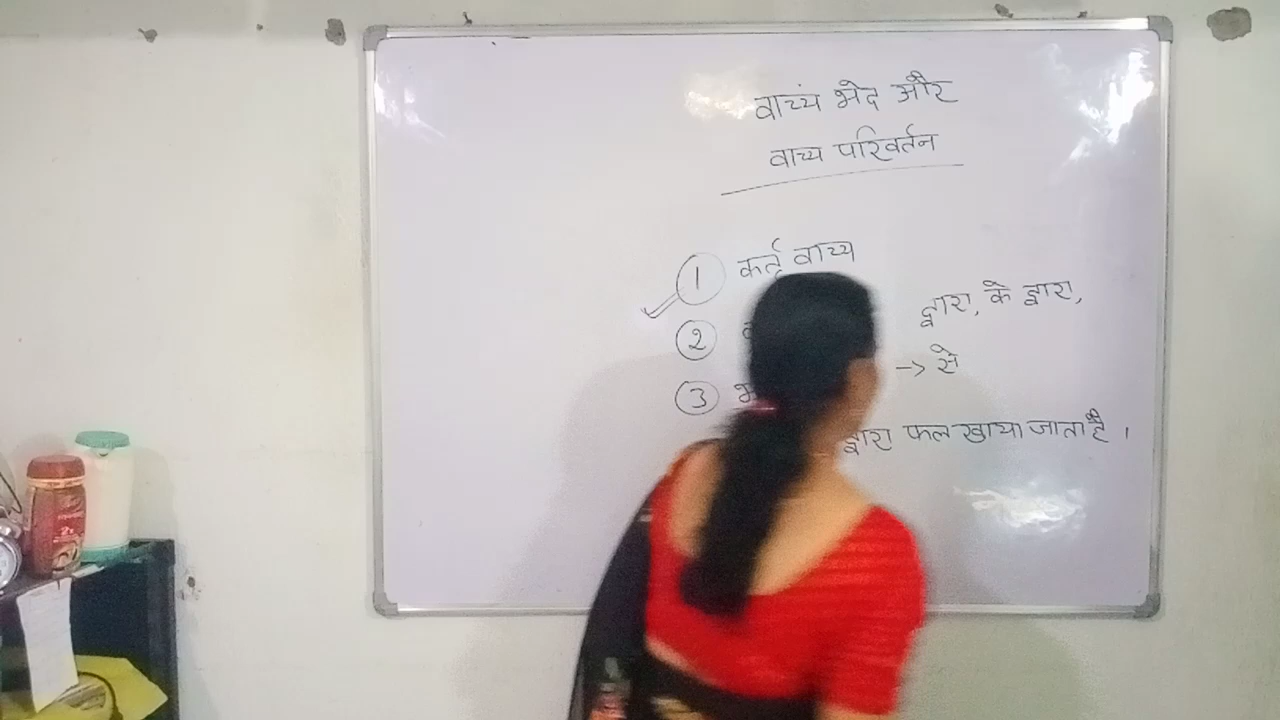 वाच्यं भेद और
वाच्य परिवर्तन
1 कर्तृ वाच्य
द्वारा, के द्वारा,
2
→ से
3
द्वारा फल खाया जाता है ।